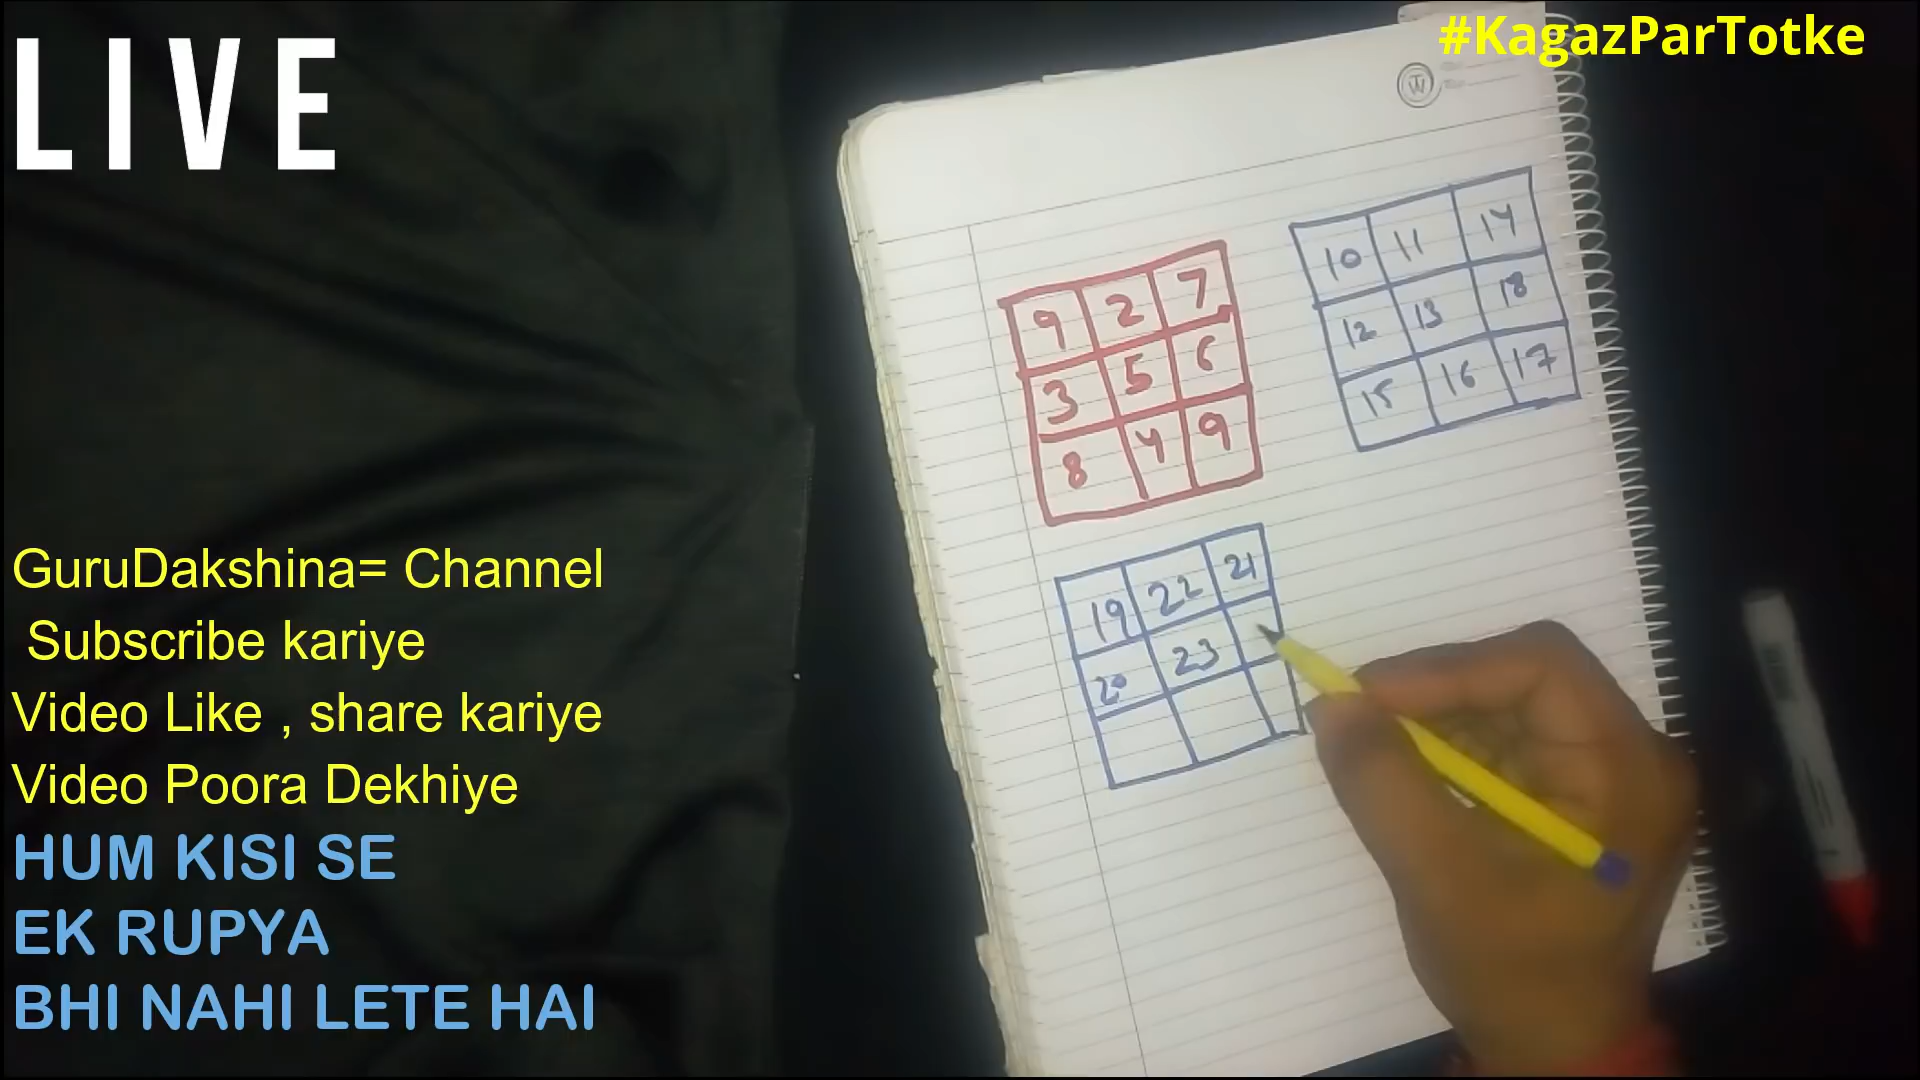 LIVE
#KagazParTotke
9 2 7
3 5 6
8 4 9
10 11 14
12 13 18
15 16 17
19 22 21
20 23
GuruDakshina= Channel
Subscribe kariye
Video Like , share kariye
Video Poora Dekhiye
HUM KISI SE
EK RUPYA
BHI NAHI LETE HAI